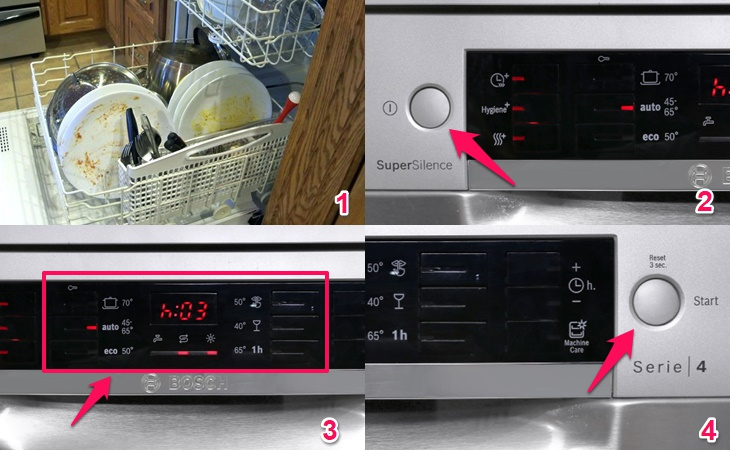 1
Hygiene+
SuperSilence
70°
auto 45-
65°
eco 50°
h:
2
70°
auto 45-
65°
eco 50°
h:03
50°
40°
65° 1h
BOSCH
3
50°
40°
65° 1h
+
h.
−
Machine
Care
Reset
3 sec.
Start
Serie | 4
4